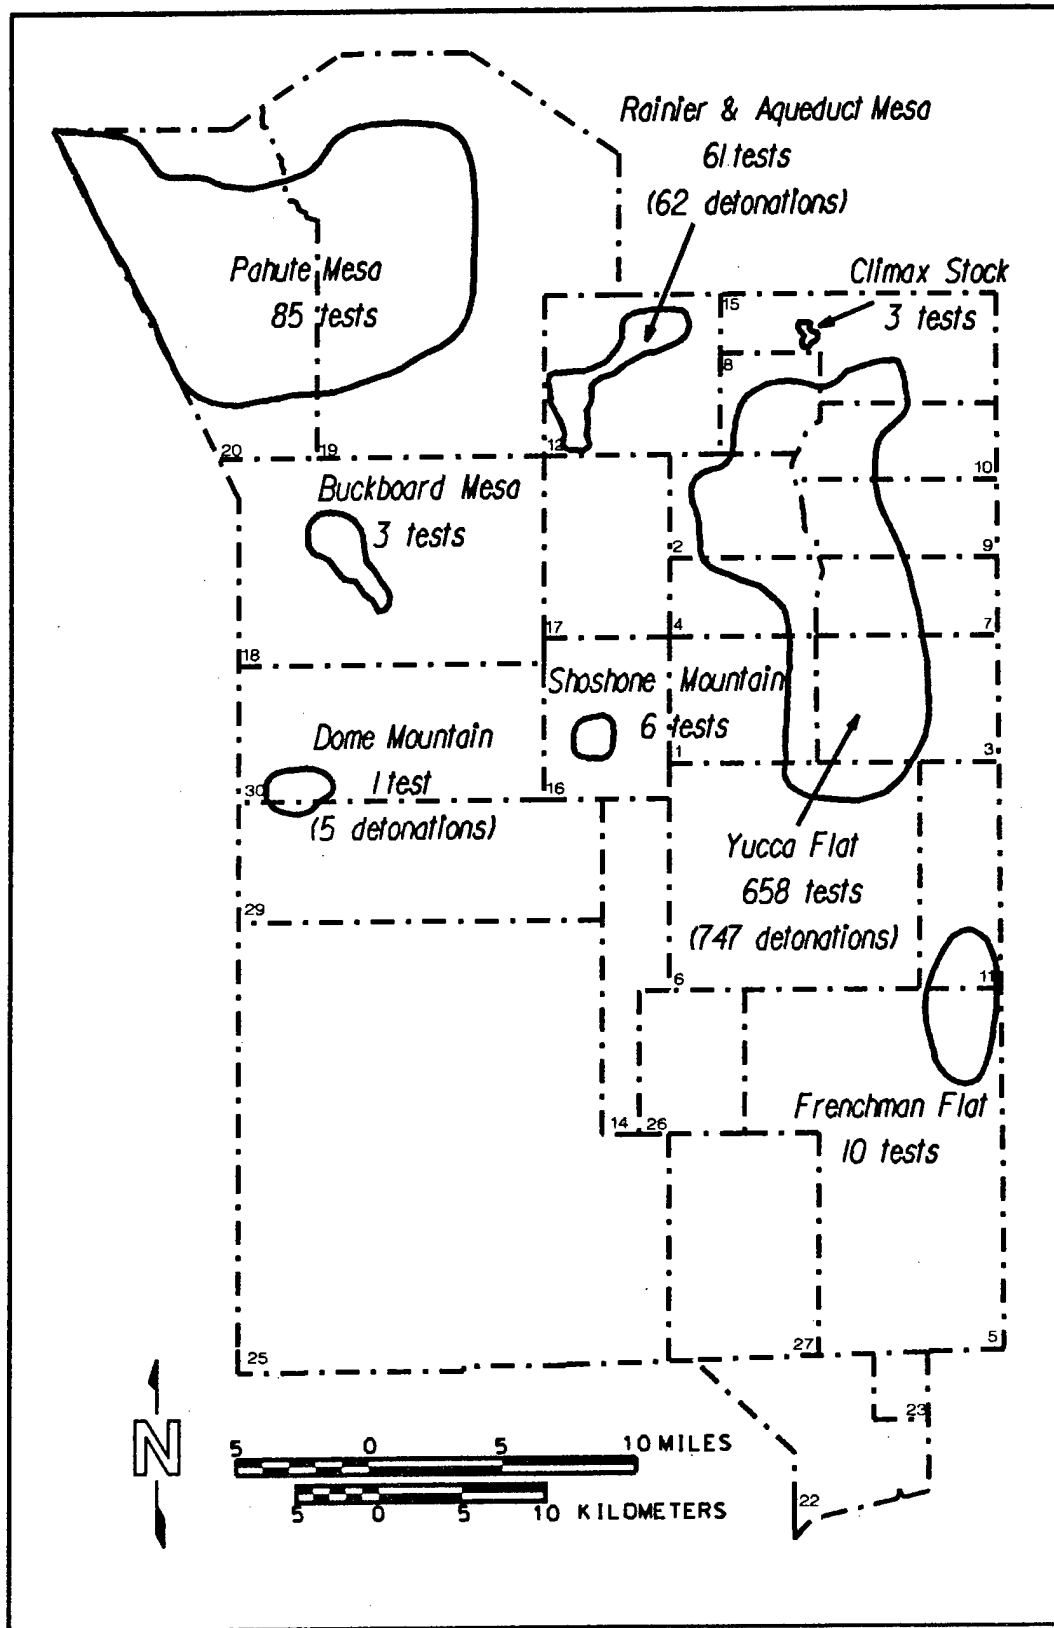 Rainier & Aqueduct Mesa
61 tests
(62 detonations)
Climax Stock
3 tests
Pahute Mesa
85 tests
15
8
20
19
12
10
Buckboard Mesa
3 tests
2
9
17
4
7
18
Shoshone Mountain
6 tests
Dome Mountain
1 test
(5 detonations)
1
3
30
16
Yucca Flat
658 tests
(747 detonations)
29
6
11
Frenchman Flat
10 tests
14
26
25
27
5
23
22
N
5 0 5 10 MILES
5 0 5 10 KILOMETERS